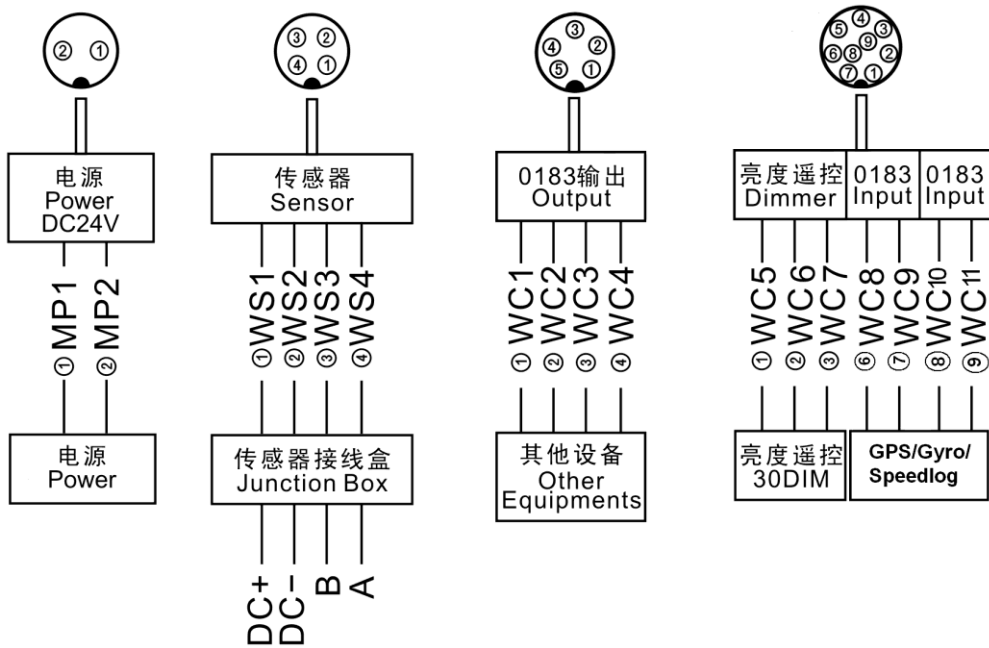 ② ①
③ ②
④ ①
③
④ ②
⑤ ①
④
⑤ ③
⑨
⑥ ⑧ ②
⑦ ①
电源
Power
DC24V
传感器
Sensor
0183输出
Output
亮度遥控
Dimmer
0183
Input
0183
Input
①MP1
②MP2
①WS1
②WS2
③WS3
④WS4
①WC1
②WC2
③WC3
④WC4
①WC5
②WC6
③WC7
⑥WC8
⑦WC9
⑧WC10
⑨WC11
电源
Power
传感器接线盒
Junction Box
其他设备
Other
Equipments
亮度遥控
30DIM
GPS/Gyro/
Speedlog
DC+
DC-
B
A